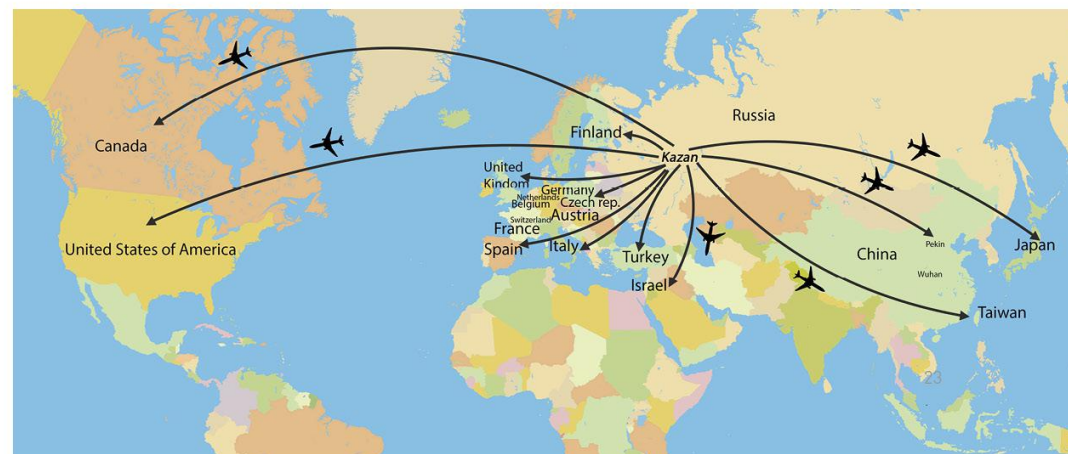 Russia
Finland
Canada
Kazan
United
Kindom
Germany
Netherlands
Belgium
Czech rep.
Austria
Switzerland
France
Spain
Italy
Turkey
Israel
United States of America
Pekin
Japan
China
Wuhan
Taiwan
23